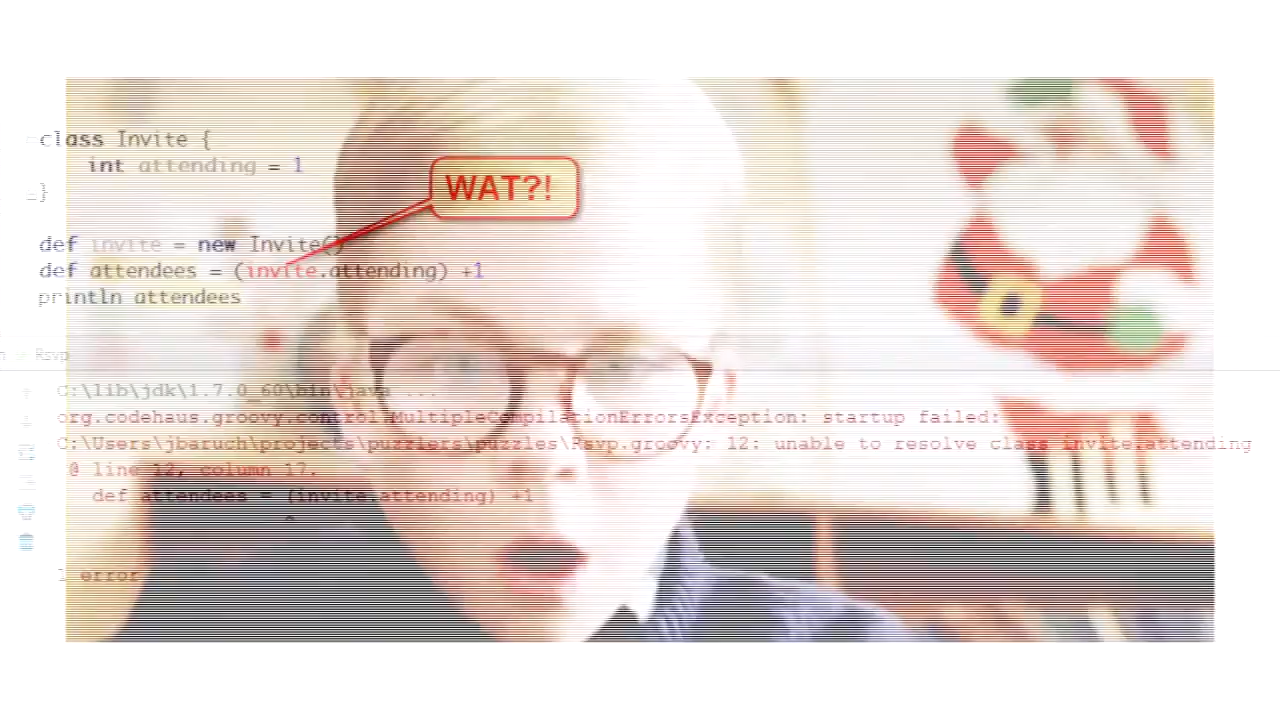 class Invite {
int attending = 1
}
WAT?!
def invite = new Invite()
def attendees = (invite.attending) +1
println attendees
Rsvp
C:\lib\jdk\1.7.0_60\bin\java ...
org.codehaus.groovy.control.MultipleCompilationErrorsException: startup failed:
C:\Users\jbaruch\projects\puzzlers\puzzles\Rsvp.groovy: 12: unable to resolve class invite.attending
@ line 12, column 17.
def attendees = (invite.attending) +1
^
1 error